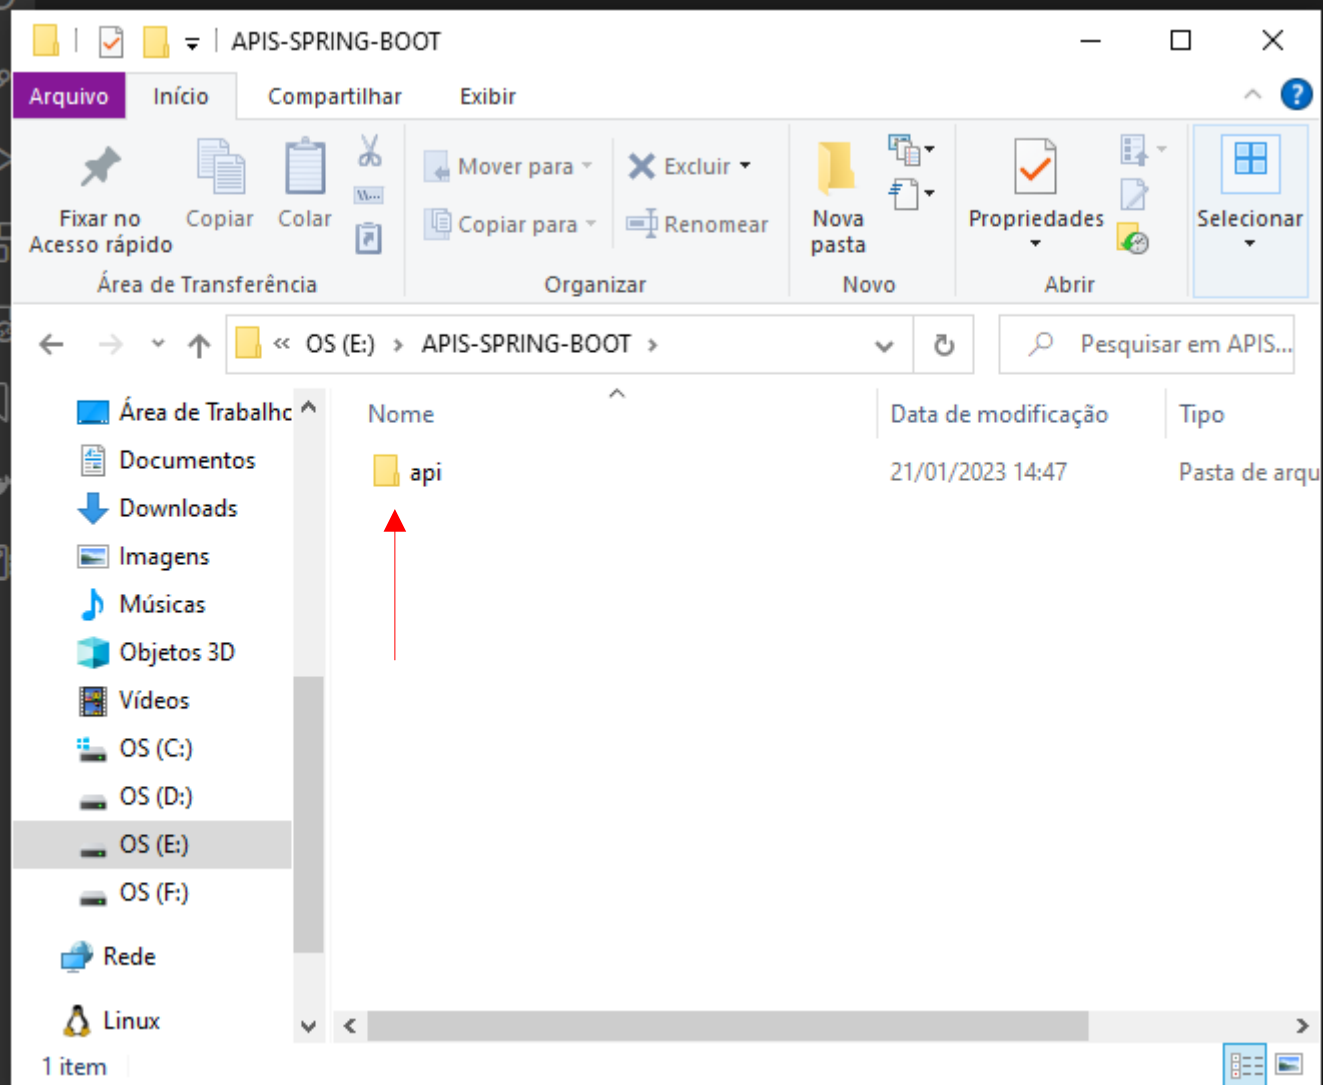 APIS-SPRING-BOOT
Arquivo Início Compartilhar Exibir
Fixar no
Acesso rápido
Copiar
Colar
Mover para
Copiar para
Excluir
Renomear
Nova
pasta
Propriedades
Selecionar
Área de Transferência
Organizar
Novo
Abrir
« OS (E:) › APIS-SPRING-BOOT ›
Pesquisar em APIS...
Nome Data de modificação Tipo
api 21/01/2023 14:47 Pasta de arqu
Área de Trabalho
Documentos
Downloads
Imagens
Músicas
Objetos 3D
Vídeos
OS (C:)
OS (D:)
OS (E:)
OS (F:)
Rede
Linux
1 item